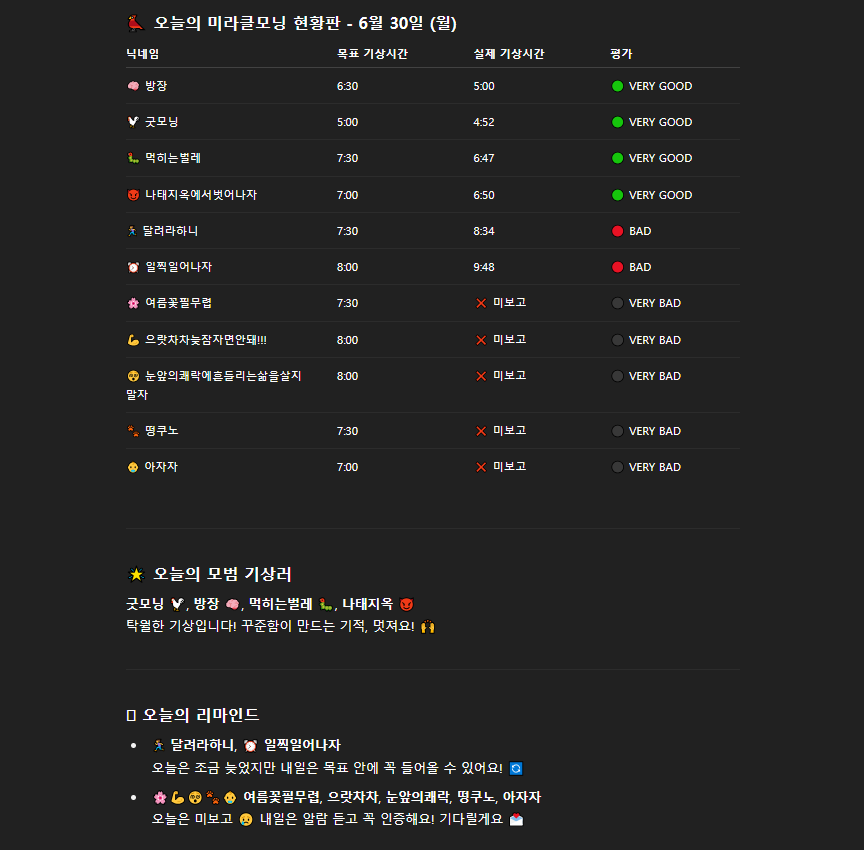 🐦‍🔥 오늘의 미라클모닝 현황판 - 6월 30일 (월)
닉네임 목표 기상시간 실제 기상시간 평가
🧠 방장 6:30 5:00 🟢 VERY GOOD
🐓 굿모닝 5:00 4:52 🟢 VERY GOOD
🐛 먹히는벌레 7:30 6:47 🟢 VERY GOOD
😈 나태지옥에서벗어나자 7:00 6:50 🟢 VERY GOOD
🏃 달려라하니 7:30 8:34 🔴 BAD
⏰ 일찍일어나자 8:00 9:48 🔴 BAD
🌸 여름꽃필무렵 7:30 ❌ 미보고 ⚫ VERY BAD
💪 으랏차차늦잠자면안돼!!! 8:00 ❌ 미보고 ⚫ VERY BAD
🥺 눈앞의쾌락에흔들리는삶을살지 8:00 ❌ 미보고 ⚫ VERY BAD
말자
🐾 떵쿠노 7:30 ❌ 미보고 ⚫ VERY BAD
😢 아자자 7:00 ❌ 미보고 ⚫ VERY BAD
🌟 오늘의 모범 기상러
굿모닝 🐓, 방장 🧠, 먹히는벌레 🐛, 나태지옥 😈
탁월한 기상입니다! 꾸준함이 만드는 기적, 멋져요! 🙌
오늘의 리마인드
• 🏃 달려라하니, ⏰ 일찍일어나자
오늘은 조금 늦었지만 내일은 목표 안에 꼭 들어올 수 있어요! 🔄
• 🌸💪🥺🐾😢 여름꽃필무렵, 으랏차차, 눈앞의쾌락, 떵쿠노, 아자자
오늘은 미보고 😥 내일은 알람 듣고 꼭 인증해요! 기다릴게요 💌